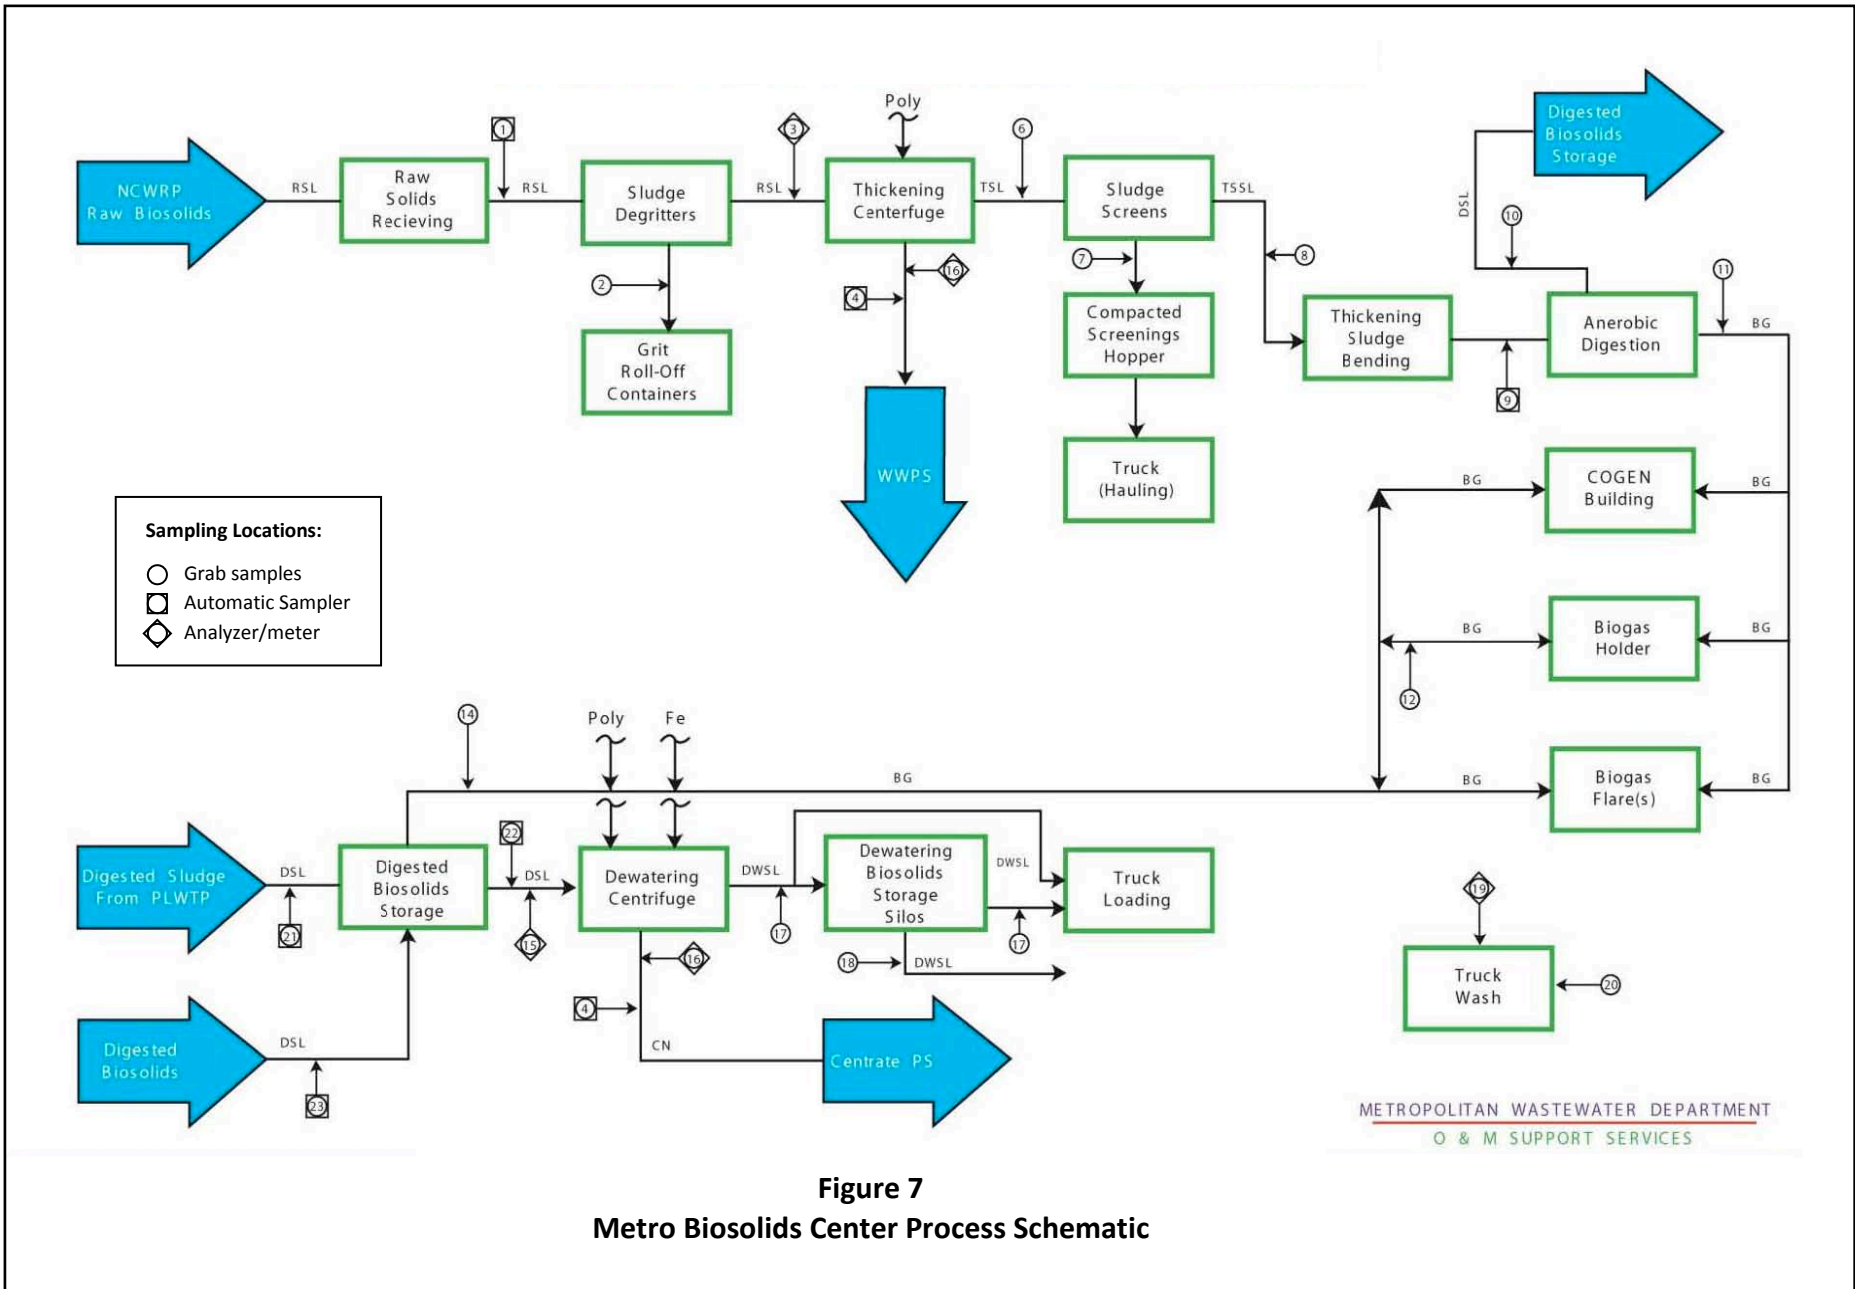 Poly
1
3
6
NCWRP
Raw Biosolids
RSL
Raw
Solids
Recieving
RSL
Sludge
Degritters
RSL
Thickening
Centerfuge
TSL
Sludge
Screens
TSSL
Digested
Biosolids
Storage
DSL
10
2
4
16
7
8
11
Grit
Roll-Off
Containers
Compacted
Screenings
Hopper
Thickening
Sludge
Bending
9
Anerobic
Digestion
BG
WWPS
Truck
(Hauling)
BG
COGEN
Building
BG
BG
Biogas
Holder
BG
12
Sampling Locations:
Grab samples
Automatic Sampler
Analyzer/meter
14
Poly
Fe
BG
BG
Biogas
Flare(s)
BG
Digested Sludge
From PLWTP
DSL
21
Digested
Biosolids
Storage
22
DSL
15
Dewatering
Centrifuge
DWSL
17
Dewatering
Biosolids
Storage
Silos
DWSL
17
Truck
Loading
19
16
18
DWSL
4
CN
Centrate PS
Truck
Wash
20
Digested
Biosolids
DSL
23
METROPOLITAN WASTEWATER DEPARTMENT
O & M SUPPORT SERVICES
Figure 7
Metro Biosolids Center Process Schematic